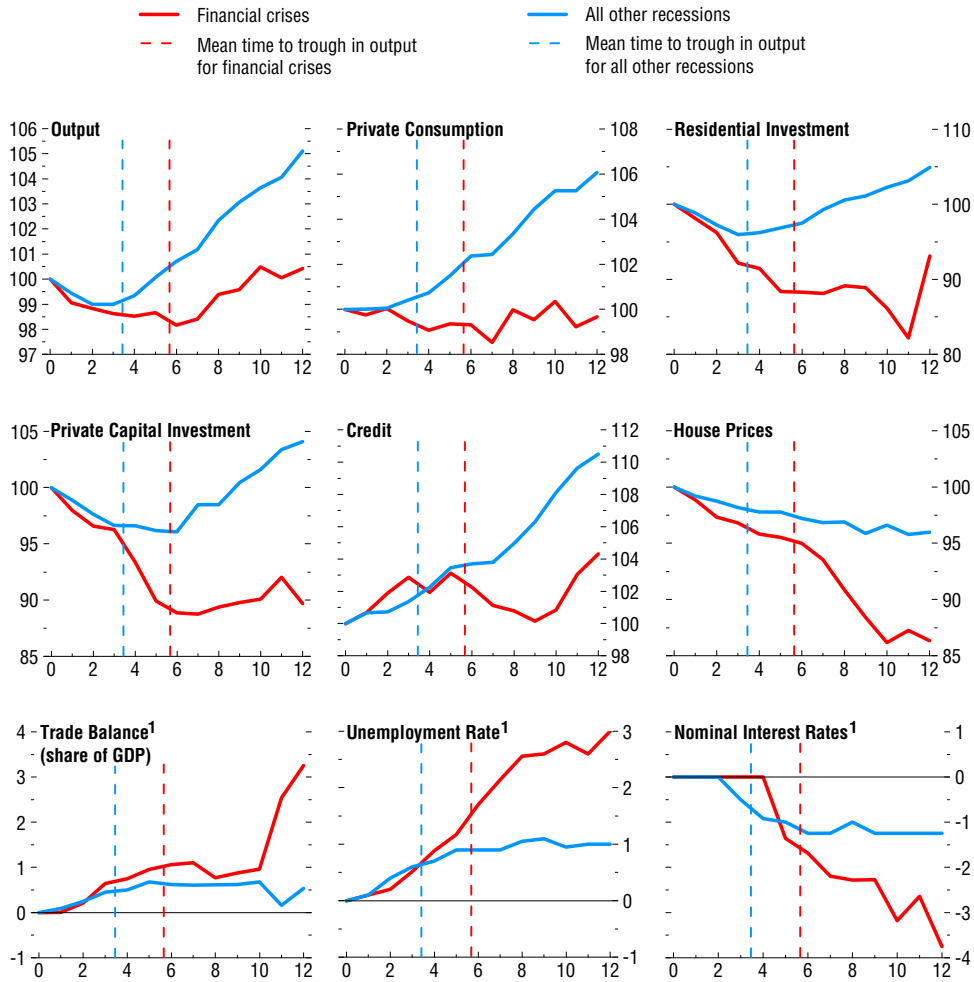 Financial crises
Mean time to trough in output
for financial crises
All other recessions
Mean time to trough in output
for all other recessions
Output
106
105
104
103
102
101
100
99
98
97
0 2 4 6 8 10 12
Private Consumption
108
106
104
102
100
98
0 2 4 6 8 10 12
Residential Investment
110
100
90
80
0 2 4 6 8 10 12
Private Capital Investment
105
100
95
90
85
0 2 4 6 8 10 12
Credit
112
110
108
106
104
102
100
98
0 2 4 6 8 10 12
House Prices
105
100
95
90
85
0 2 4 6 8 10 12
Trade Balance¹
(share of GDP)
4
3
2
1
0
-1
0 2 4 6 8 10 12
Unemployment Rate¹
3
2
1
0
-1
0 2 4 6 8 10 12
Nominal Interest Rates¹
1
0
-1
-2
-3
-4
0 2 4 6 8 10 12